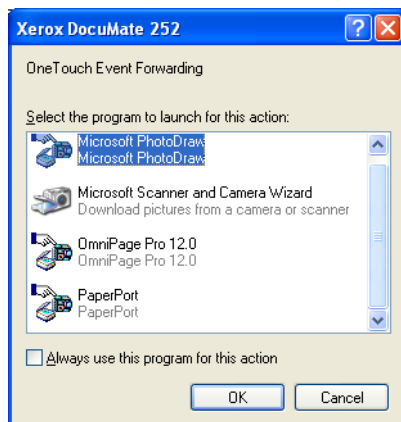 Xerox DocuMate 252
OneTouch Event Forwarding
Select the program to launch for this action:
Microsoft PhotoDraw
Microsoft PhotoDraw
Microsoft Scanner and Camera Wizard
Download pictures from a camera or scanner
OmniPage Pro 12.0
OmniPage Pro 12.0
PaperPort
PaperPort
Always use this program for this action
OK Cancel